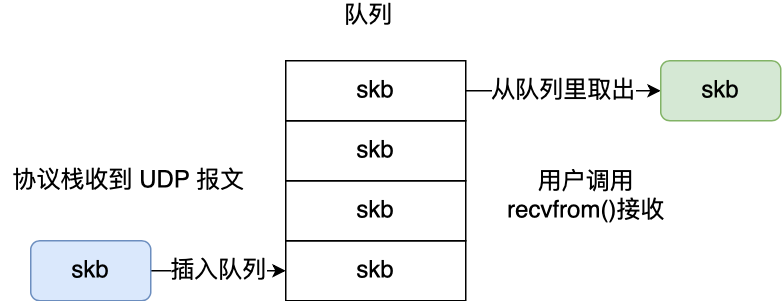 队列
skb
从队列里取出
skb
skb
协议栈收到 UDP 报文
skb
用户调用
recvfrom()接收
skb
插入队列
skb